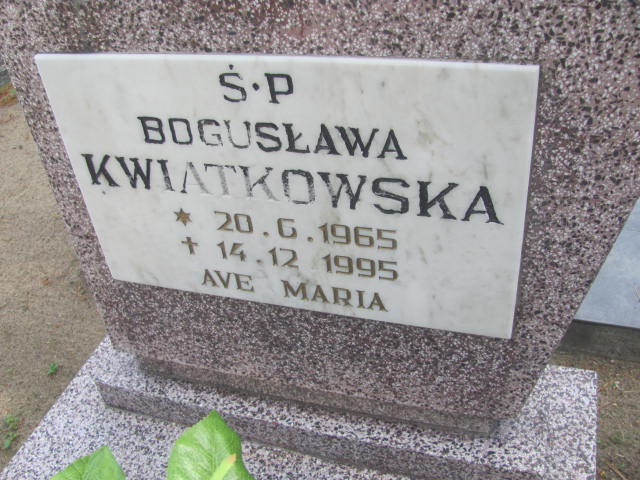 Ś.P
BOGUSŁAWA
KWIATKOWSKA
* 20.6.1965
✝ 14.12 1995
AVE MARIA